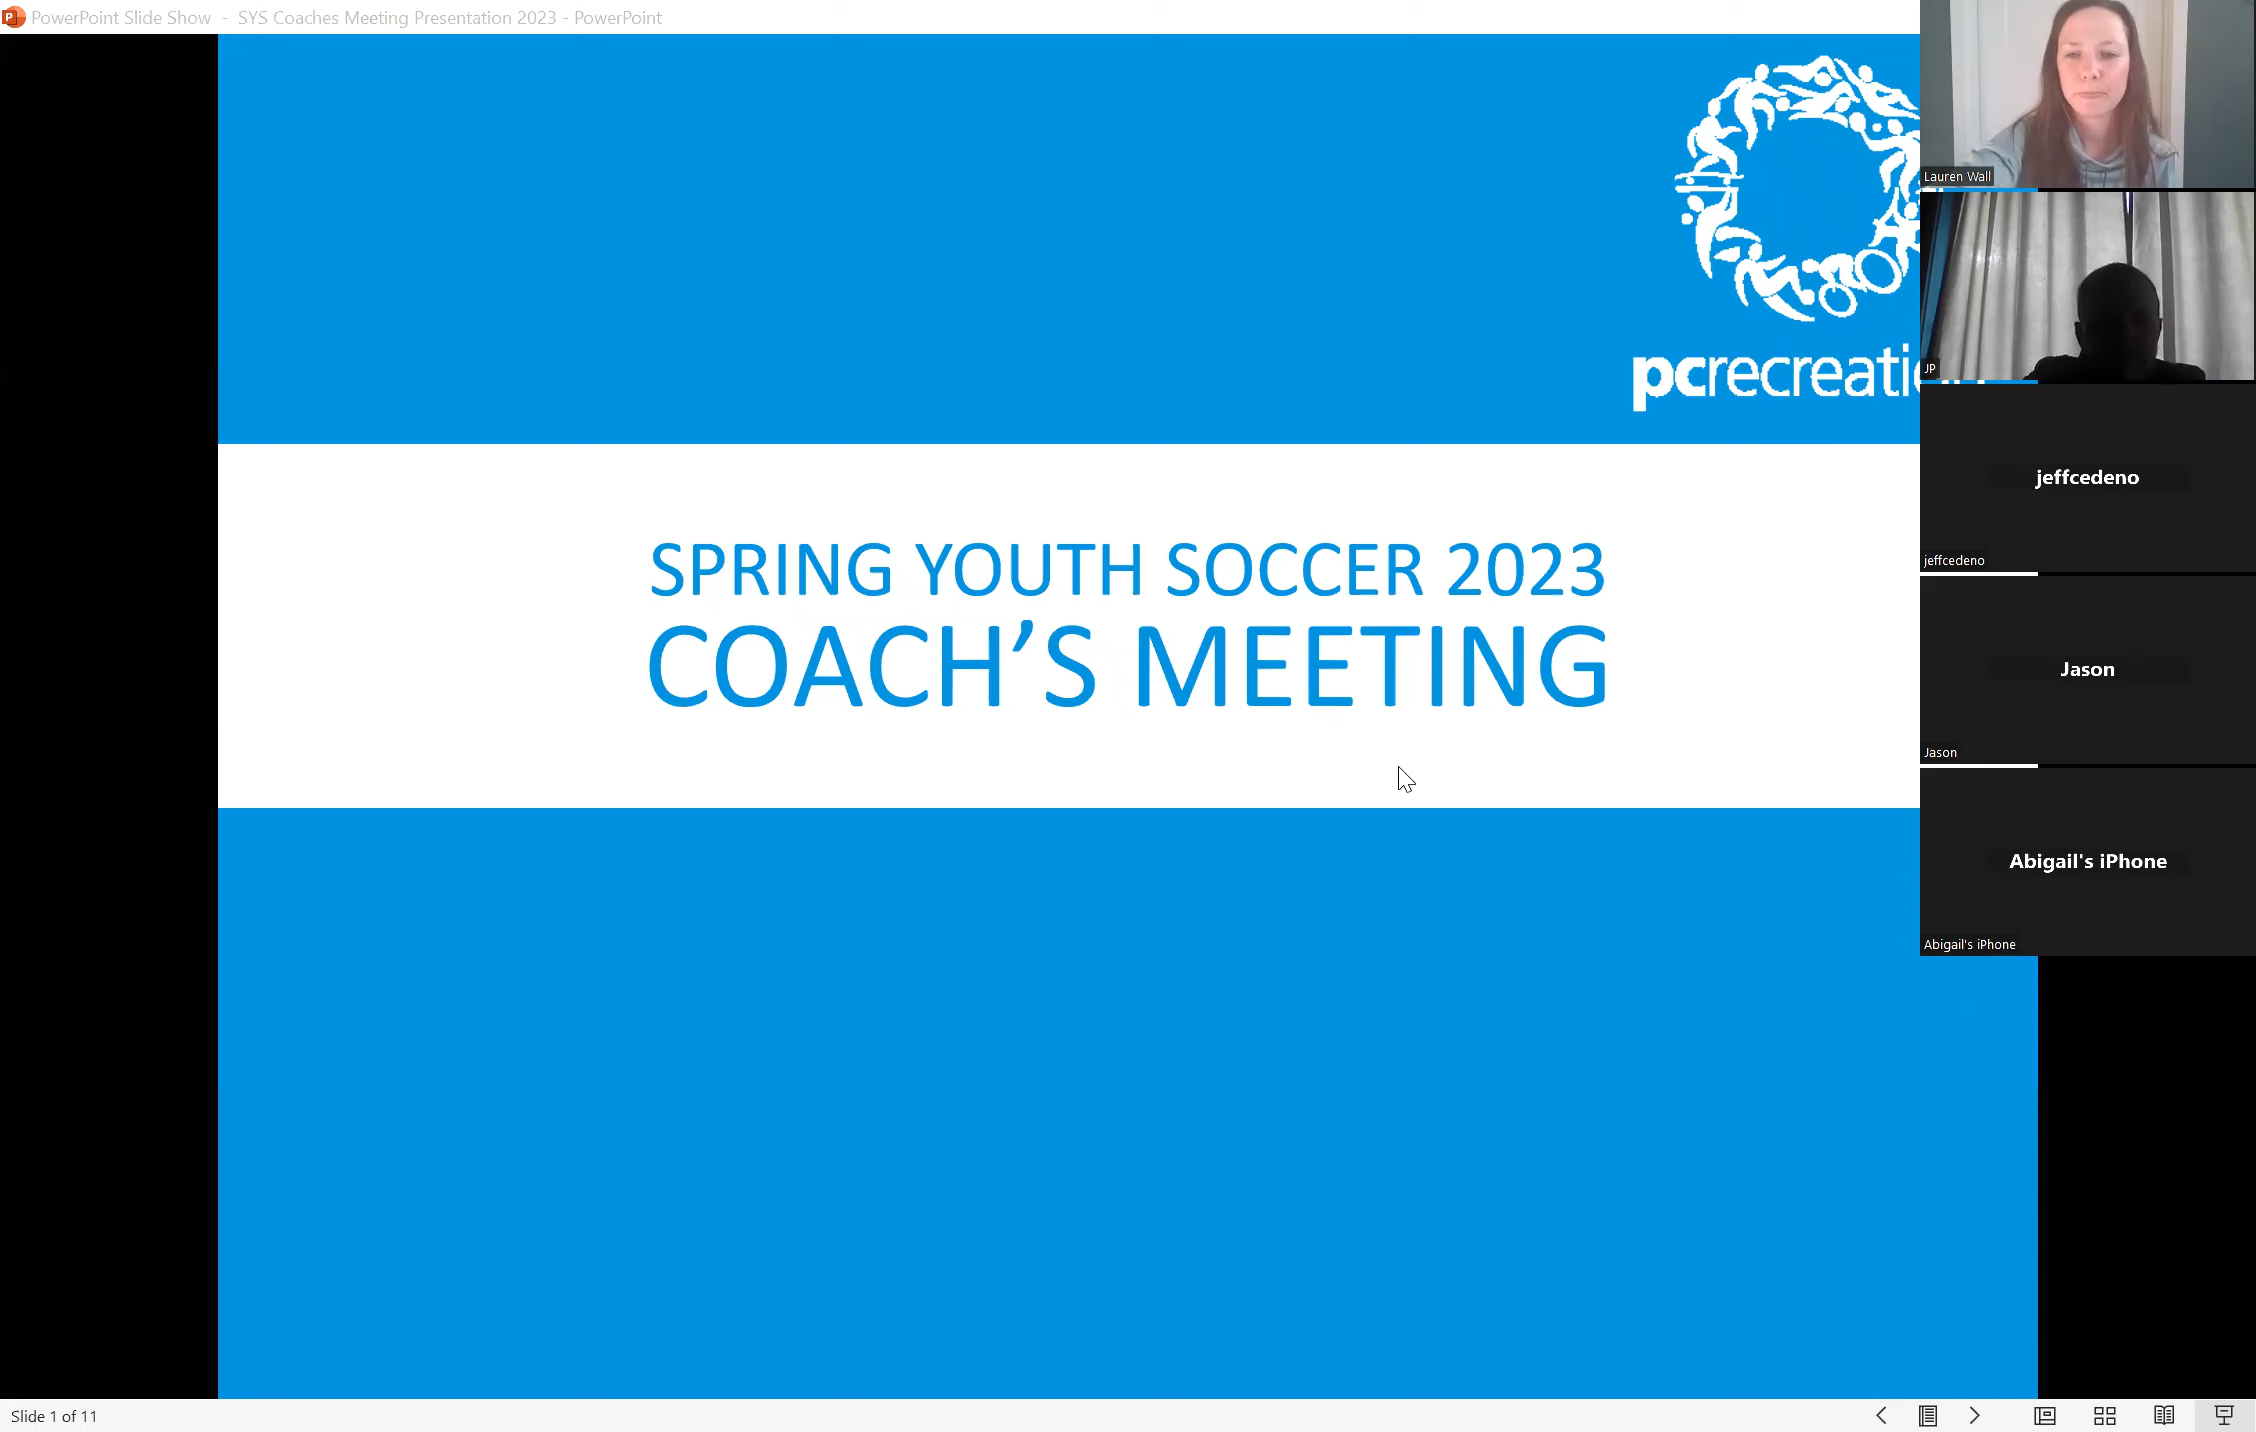 PowerPoint Slide Show - SYS Coaches Meeting Presentation 2023 - PowerPoint
pcrecreati
SPRING YOUTH SOCCER 2023
COACH’S MEETING
Lauren Wall
JP
jeffcedeno
jeffcedeno
Jason
Jason
Abigail's iPhone
Abigail's iPhone
Slide 1 of 11